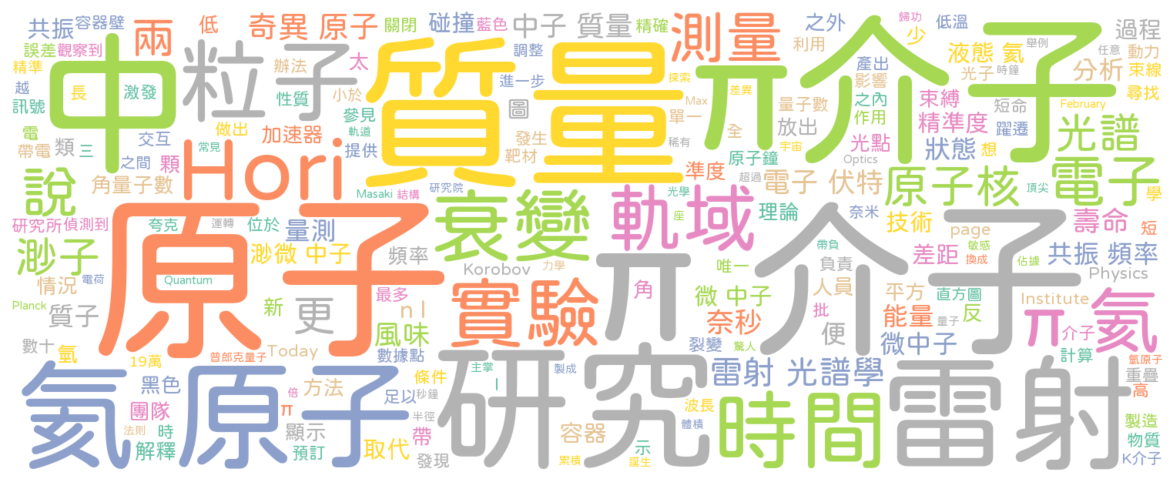 共振 容器壁 兩 低 奇異 原子 關閉 碰撞 藍色 中子 質量 精確 測量 之外 利用 歸功 少 低溫 過程
誤差 觀察到 中 粒子 辦法 太 調整 質量 探索 π介子 產出 液態 氦 舉例 任意 動力
精準 越 長 激發 性質 小於 進一步 圖 差異 影響 光子 時鐘 分析 束線
訊號 電 交互 做出 加速器 參見 軌道 發生 Max 單一 量子數 之內 束縛 短命 February 尋找
帶電 類 三 常見 顆 提供 靶材 稀有 全 宇宙 放出 作用 精準度 躍遷 光譜
說 之間 Hori 原子鐘 光點 狀態 想
角量子數 Masaki 結構 研究院 衰變 光學 準度 超過 電子 伏特 Optics 原子核 頂尖 電子 學
研究所 偵測到 夸克 運轉 位於 量測 軌域 座 理論 奈米 技術 page 壽命 短
渺子 渺微 中子 頻率 Korobov 力學 唯一 介子 帶負 負責 差距 敏感 換成 佔據 共振 頻率
情況 電荷 Quantum 原子 π 角 微 中子 人員 平方 直方圖 Institute Physics
Planck 質子 新 更 最多 n l 實驗 奈秒 批 便 能量 量子 反 π 介子 氦
數十 氫 Today 風味 數據點 裂變 驚人 微中子 計算 氫原子
19萬 普朗克量子 條件 主掌 製成 雷射 光譜學 重疊
氦 原子 黑色 倍 方法 l 足以 秒鐘 研究 高
團隊 π 半徑 帶 波長 時間 雷射 製造
法則 時 顯示 取代 容器 體積 物質
解釋 預訂 發現 累積 示 誕生 K介子